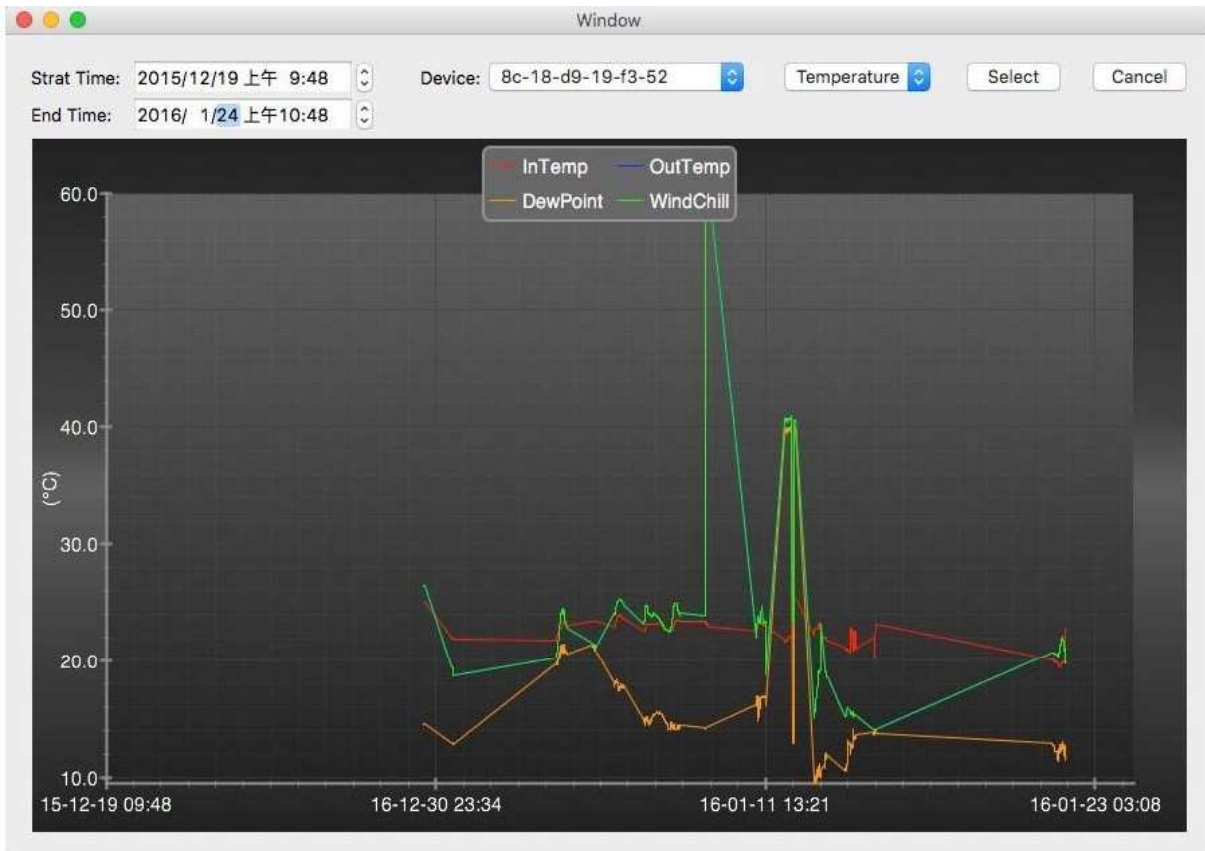 Window
Strat Time: 2015/12/19 上午 9:48 Device: 8c-18-d9-19-f3-52 Temperature Select Cancel
End Time: 2016/ 1/24 上午10:48
InTemp OutTemp
DewPoint WindChill
60.0
50.0
40.0
(°C)
30.0
20.0
10.0
15-12-19 09:48 16-12-30 23:34 16-01-11 13:21 16-01-23 03:08